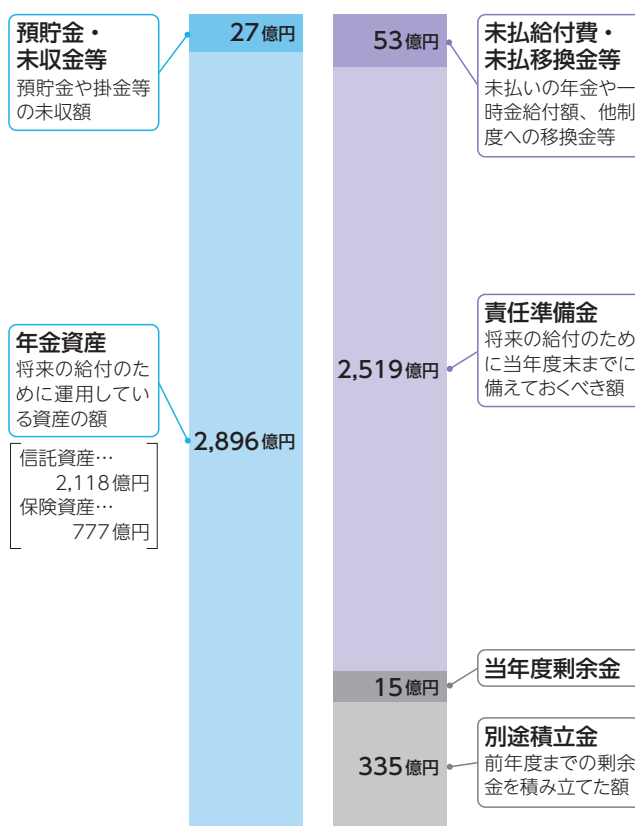 預貯金・
未収金等
預貯金や掛金等
の未収額
27億円
53億円
未払給付費・
未払移換金等
未払いの年金や一
時金給付額、他制
度への移換金等
年金資産
将来の給付のた
めに運用してい
る資産の額
信託資産…
2,118億円
保険資産…
777億円
2,896億円
2,519億円
責任準備金
将来の給付のため
に当年度末までに
備えておくべき額
15億円
当年度剰余金
335億円
別途積立金
前年度までの剰余
金を積み立てた額